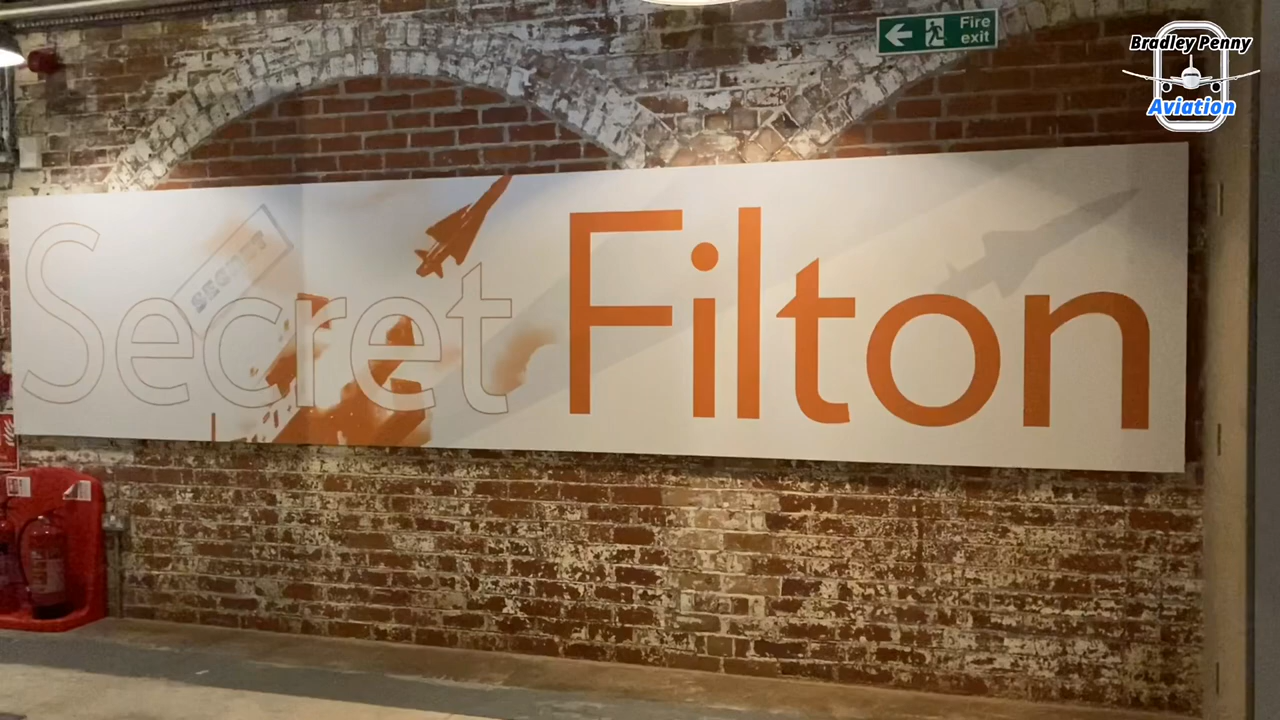 Fire
exit
Bradley Penny
Aviation
SECRET
Secret Filton